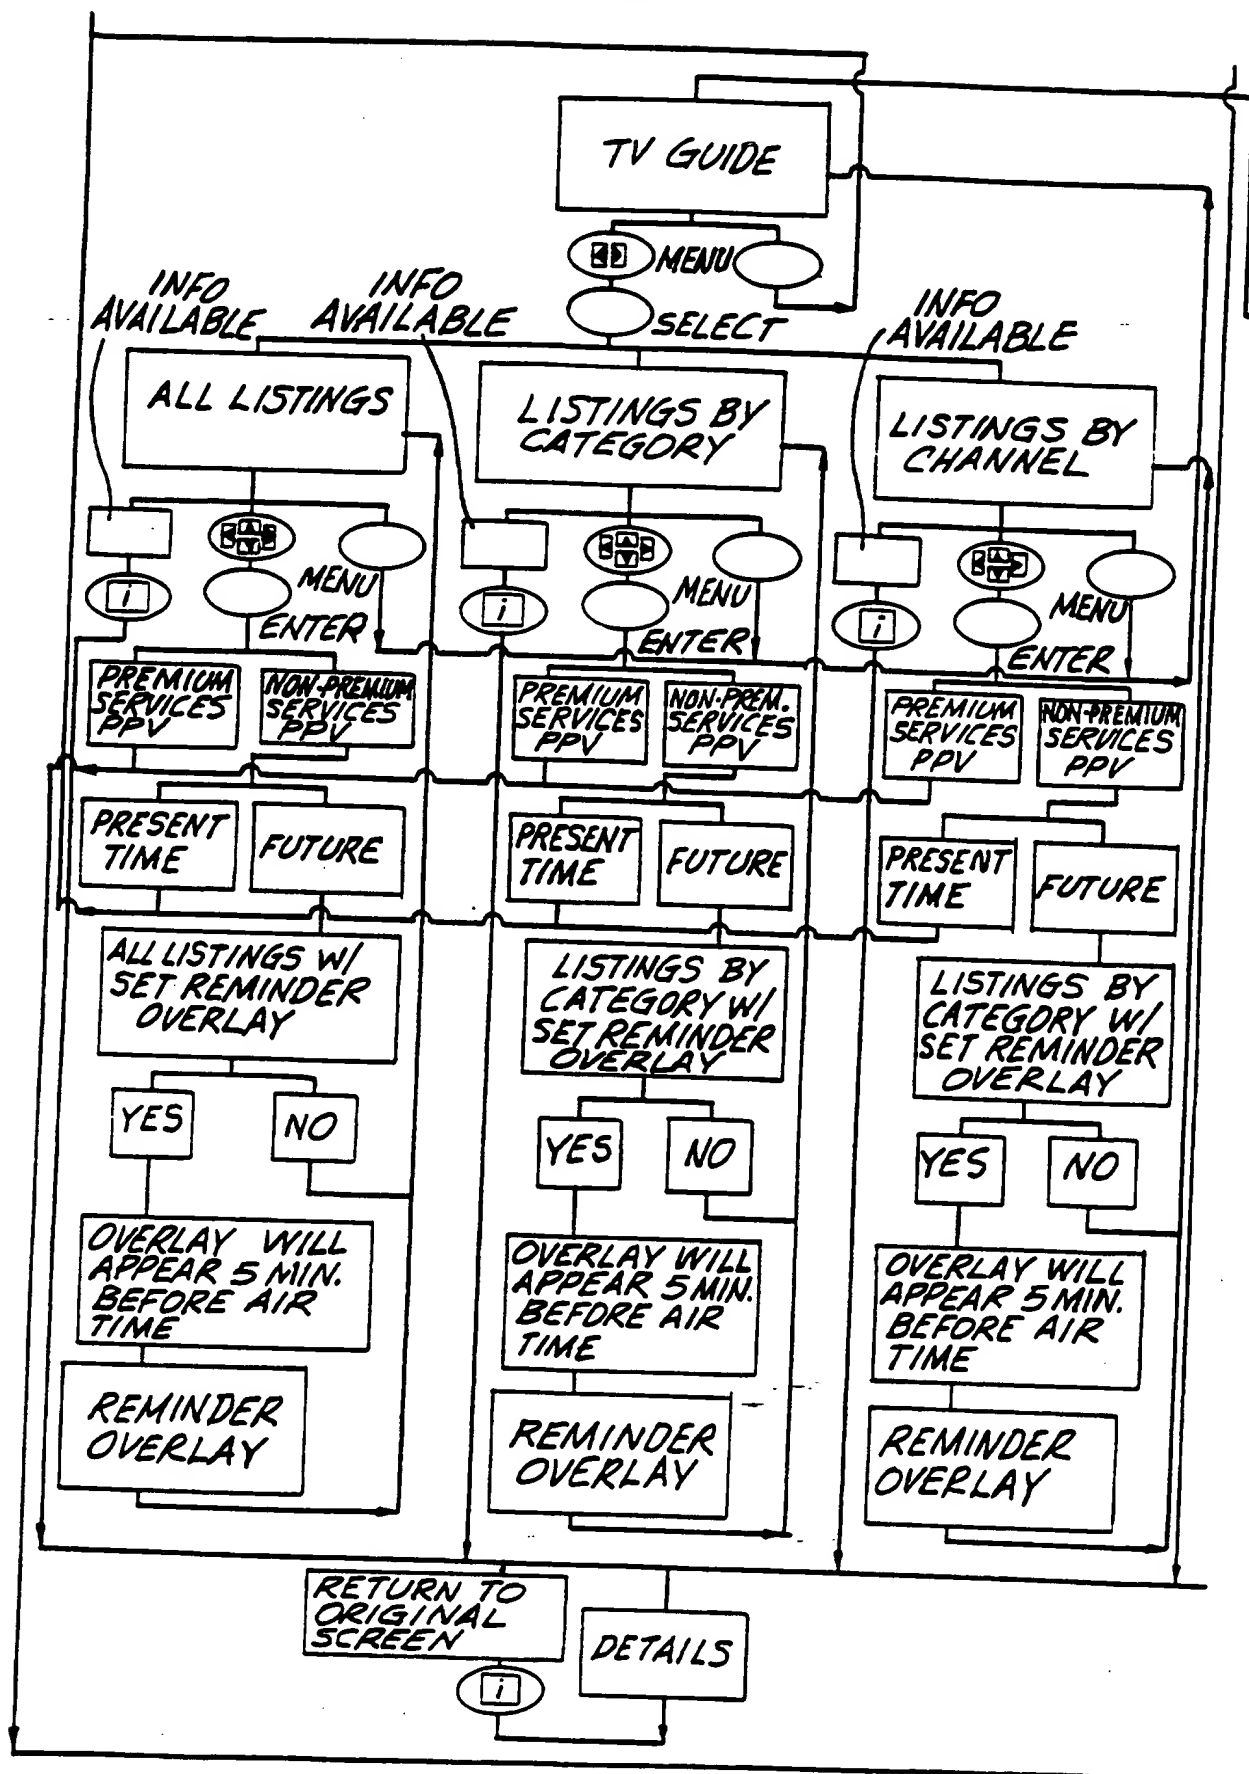 TV GUIDE
MENU
SELECT
INFO
AVAILABLE
INFO
AVAILABLE
INFO
AVAILABLE
ALL LISTINGS
LISTINGS BY
CATEGORY
LISTINGS BY
CHANNEL
i
MENU
ENTER
i
MENU
ENTER
i
MENU
ENTER
PREMIUM
SERVICES
PPV
NON-PREMIUM
SERVICES
PPV
PREMIUM
SERVICES
PPV
NON-PREM.
SERVICES
PPV
PREMIUM
SERVICES
PPV
NON-PREMIUM
SERVICES
PPV
PRESENT
TIME
FUTURE
PRESENT
TIME
FUTURE
PRESENT
TIME
FUTURE
ALL LISTINGS W/
SET REMINDER
OVERLAY
LISTINGS BY
CATEGORY W/
SET REMINDER
OVERLAY
LISTINGS BY
CATEGORY W/
SET REMINDER
OVERLAY
YES
NO
YES
NO
YES
NO
OVERLAY WILL
APPEAR 5 MIN.
BEFORE AIR
TIME
OVERLAY WILL
APPEAR 5 MIN.
BEFORE AIR
TIME
OVERLAY WILL
APPEAR 5 MIN.
BEFORE AIR
TIME
REMINDER
OVERLAY
REMINDER
OVERLAY
REMINDER
OVERLAY
RETURN TO
ORIGINAL
SCREEN
DETAILS
i